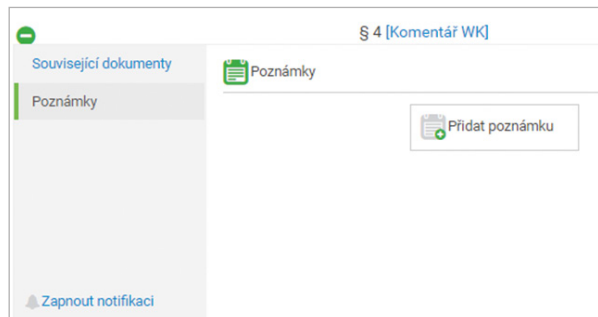 § 4 [Komentář WK]
Související dokumenty
Poznámky
Poznámky
Přidat poznámku
Zapnout notifikaci